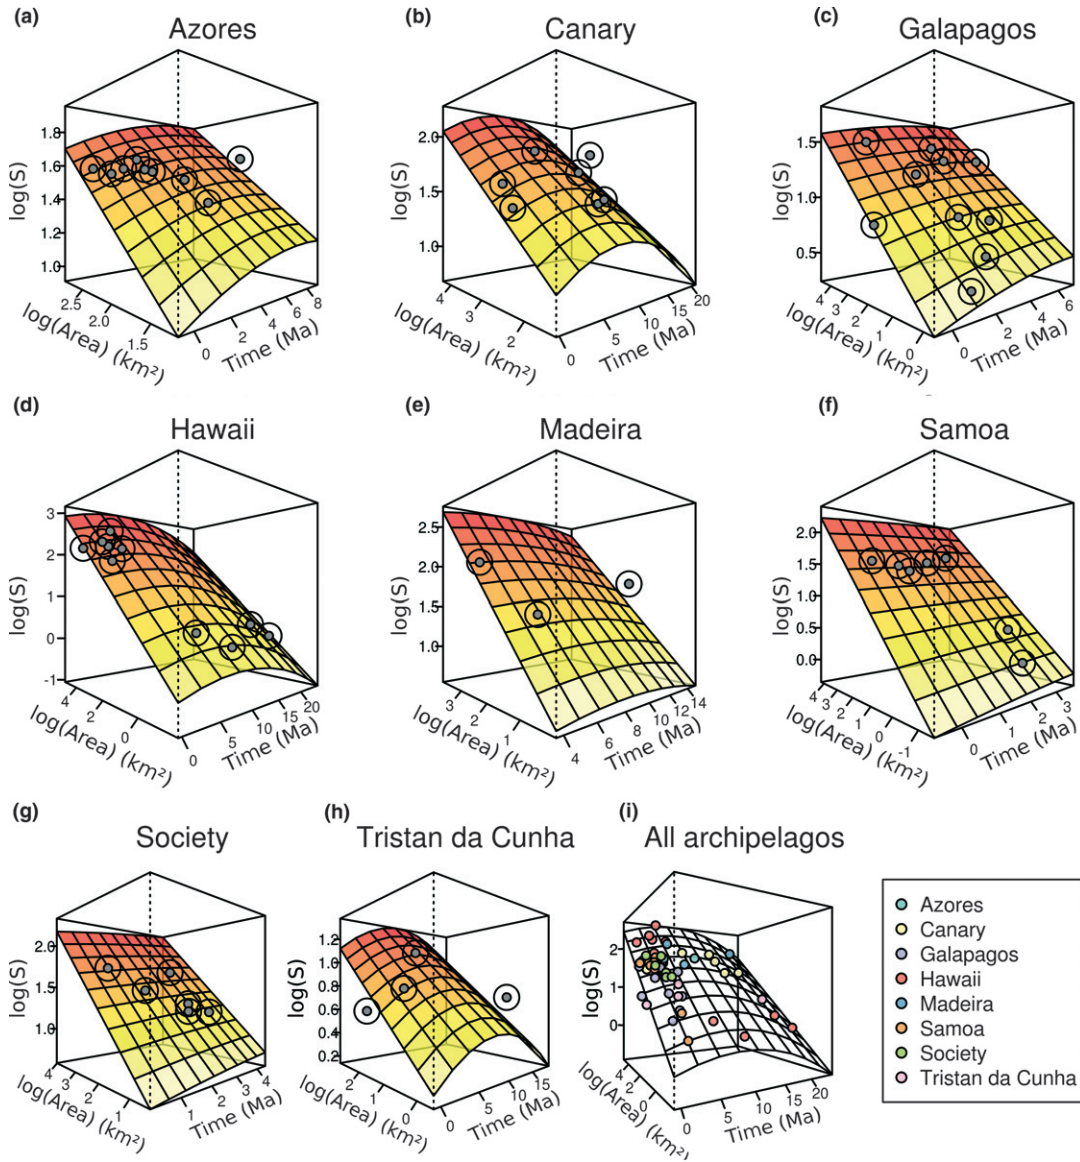 (a) Azores
1.8
1.6
1.4
1.2
1.0
log(S)
2.5 2.0 1.5
log(Area) (km²)
0 2 4 6 8
Time (Ma)
(b) Canary
2.0
1.5
1.0
log(S)
4 3 2
log(Area) (km²)
0 5 10 15 20
Time (Ma)
(c) Galapagos
1.5
1.0
0.5
log(S)
4 3 2 1 0
log(Area) (km²)
0 2 4 6
Time (Ma)
(d) Hawaii
3
2
1
0
-1
log(S)
4 2 0
log(Area) (km²)
0 5 10 15 20
Time (Ma)
(e) Madeira
2.5
2.0
1.5
1.0
log(S)
3 2 1
log(Area) (km²)
4 6 8 10 12 14
Time (Ma)
(f) Samoa
2.0
1.5
1.0
0.5
0.0
log(S)
4 3 2 1 0 -1
log(Area) (km²)
0 1 2 3
Time (Ma)
(g) Society
2.0
1.5
1.0
log(S)
4 3 2 1
log(Area) (km²)
0 1 2 3 4
Time (Ma)
(h) Tristan da Cunha
1.2
1.0
0.8
0.6
0.4
0.2
log(S)
2 1 0
log(Area) (km²)
0 5 10 15
Time (Ma)
(i) All archipelagos
2
1
0
log(S)
4 2 0
log(Area) (km²)
0 5 10 15 20
Time (Ma)
Azores
Canary
Galapagos
Hawaii
Madeira
Samoa
Society
Tristan da Cunha